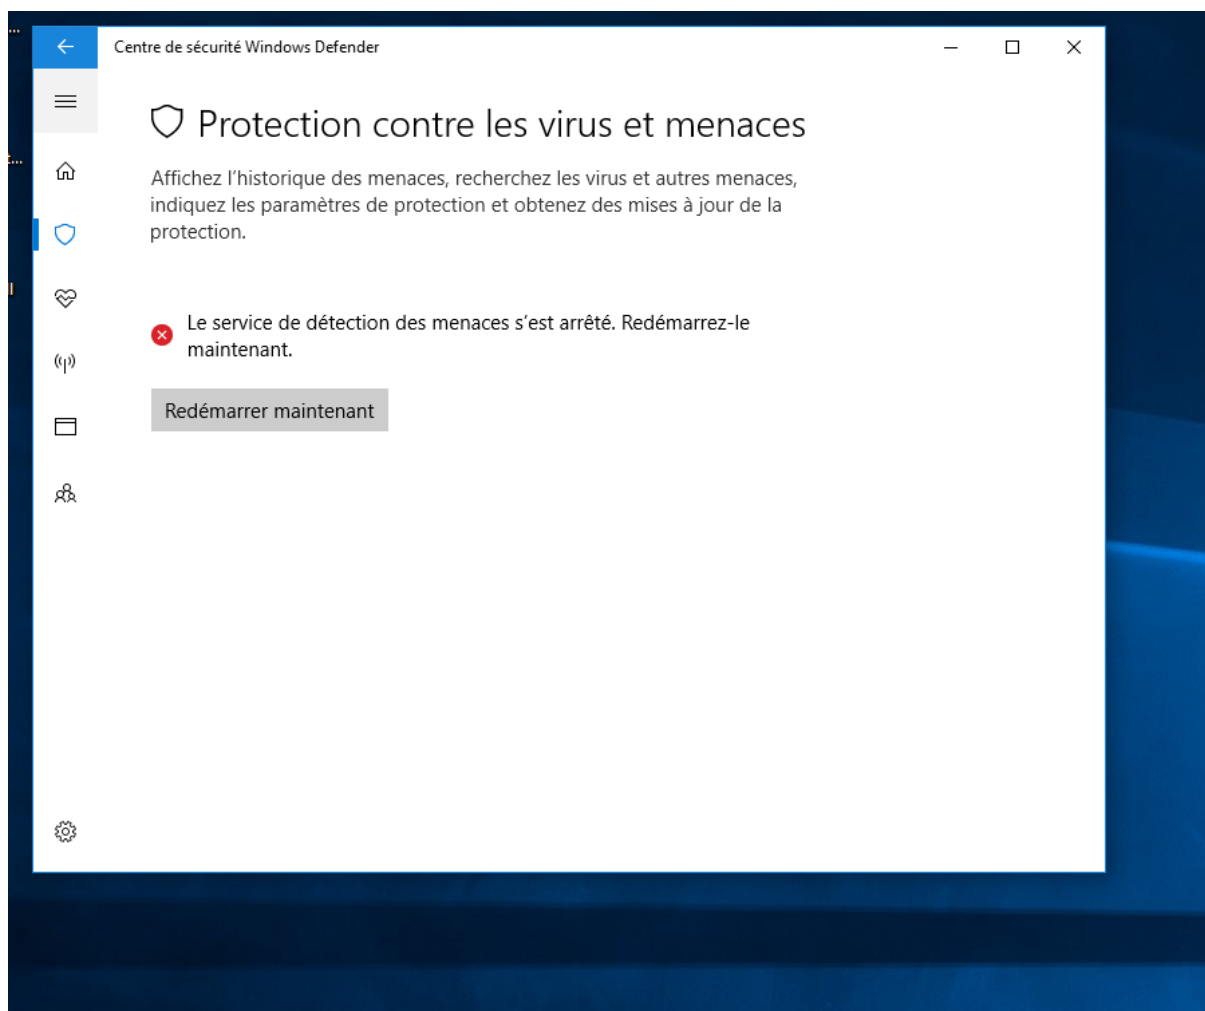 Centre de sécurité Windows Defender
Protection contre les virus et menaces
Affichez l’historique des menaces, recherchez les virus et autres menaces,
indiquez les paramètres de protection et obtenez des mises à jour de la
protection.
Le service de détection des menaces s’est arrêté. Redémarrez-le
maintenant.
Redémarrer maintenant